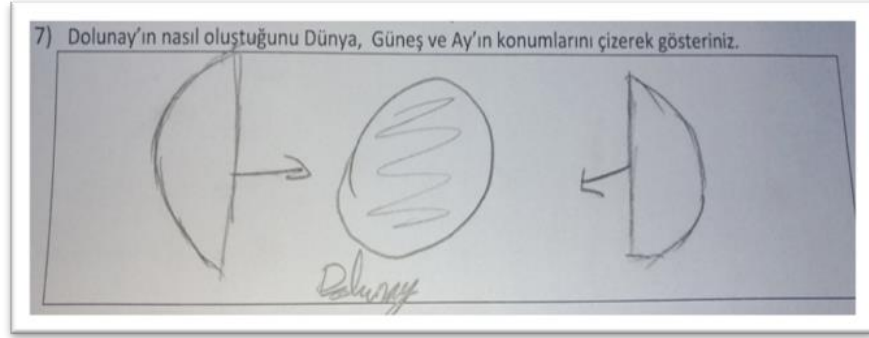 7) Dolunay'ın nasıl oluştuğunu Dünya, Güneş ve Ay'ın konumlarını çizerek gösteriniz.
Dolunay